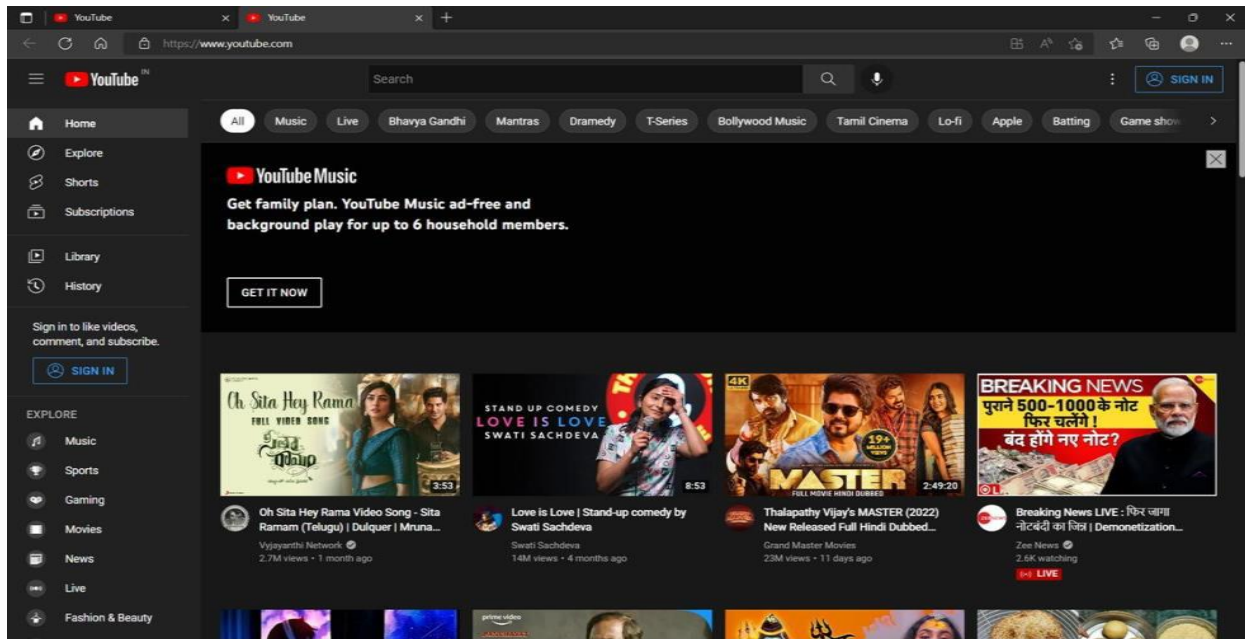 YouTube
YouTube
https://www.youtube.com
YouTube IN
Search
SIGN IN
Home
Explore
Shorts
Subscriptions
Library
History
Sign in to like videos,
comment, and subscribe.
SIGN IN
EXPLORE
Music
Sports
Gaming
Movies
News
Live
Fashion & Beauty
All Music Live Bhavya Gandhi Mantras Dramedy T-Series Bollywood Music Tamil Cinema Lo-fi Apple Batting Game show
YouTube Music
Get family plan. YouTube Music ad-free and
background play for up to 6 household members.
GET IT NOW
Oh Sita Hey Rama
FULL VIDEO SONG
3:53
Oh Sita Hey Rama Video Song - Sita
Ramam (Telugu) | Dulquer | Mruna...
Vyjayanthi Network
2.7M views • 1 month ago
STAND UP COMEDY
LOVE IS LOVE
SWATI SACHDEVA
8:53
Love is Love | Stand-up comedy by
Swati Sachdeva
Swati Sachdeva
14M views • 4 months ago
4K
19+
MILLION
VIEWS
MASTER
FULL MOVIE HINDI DUBBED
2:49:20
Thalapathy Vijay's MASTER (2022)
New Released Full Hindi Dubbed...
Grand Master Movies
23M views • 11 days ago
BREAKING NEWS
पुराने 500-1000 के नोट
फिर चलेंगे !
बंद होंगे नए नोट?
Breaking News LIVE : फिर जागा
नोटबंदी का जिन्न | Demonetization...
Zee News
2.6K watching
LIVE
prime video